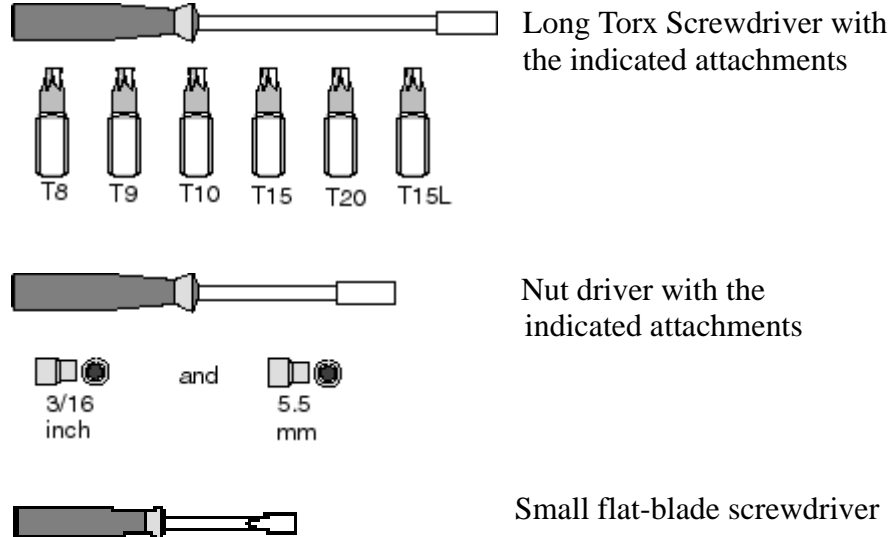 Long Torx Screwdriver with
the indicated attachments
T8 T9 T10 T15 T20 T15L
Nut driver with the
indicated attachments
3/16 and 5.5
inch mm
Small flat-blade screwdriver